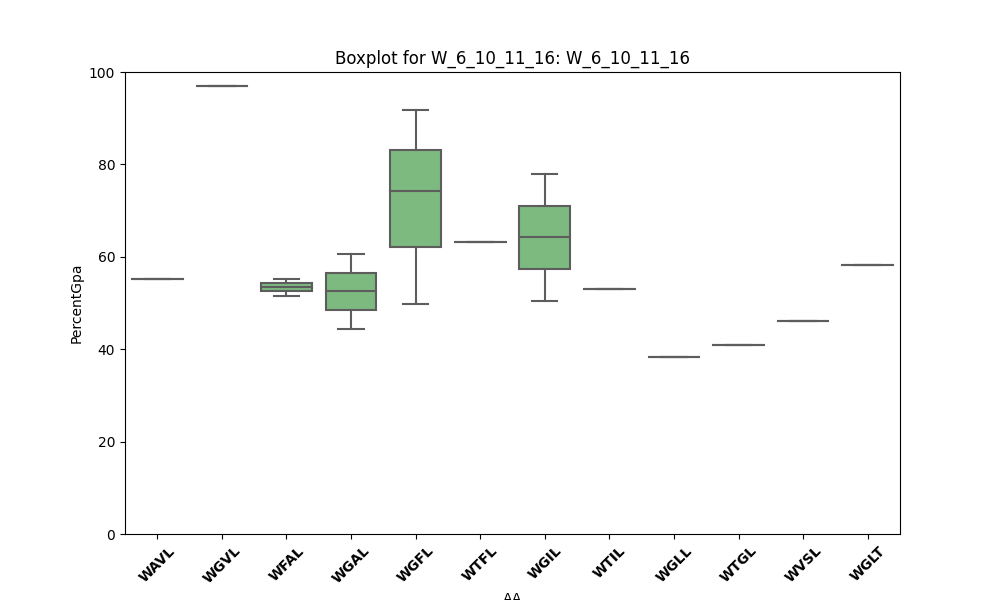 Boxplot for W_6_10_11_16: W_6_10_11_16
100
80
60
40
20
0
PercentGpa
WAVL
WGVL
WFAL
WGAL
WGFL
WTFL
WGIL
WTIL
WGLL
WTGL
WVSL
WGLT
AA